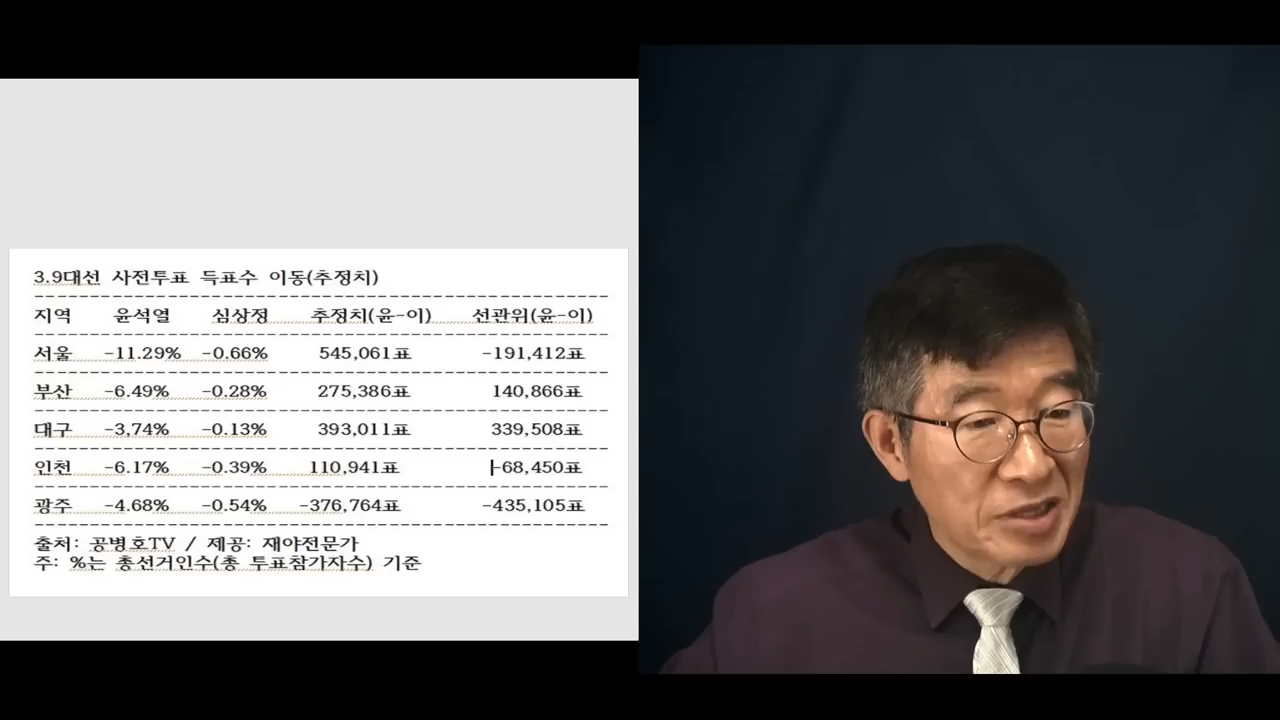 3.9대선 사전투표 득표수 이동(추정치)
지역 윤석열 심상정 추정치(윤-이) 선관위(윤-이)
서울 -11.29% -0.66% 545,061표 -191,412표
부산 -6.49% -0.28% 275,386표 140,866표
대구 -3,74% -0.13% 393,011표 339,508표
인천 -6.17% -0.39% 110,941표 -68,450표
광주 -4.68% -0.54% -376,764표 -435,105표
출처: 공병호TV / 제공: 재야전문가
주: %는 총선거인수(총 투표참가자수) 기준